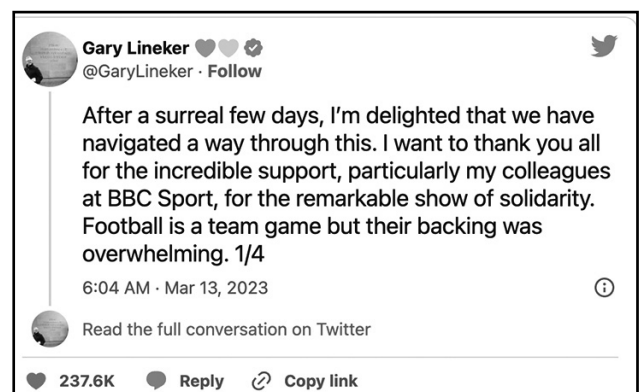 Gary Lineker
@GaryLineker · Follow
After a surreal few days, I’m delighted that we have
navigated a way through this. I want to thank you all
for the incredible support, particularly my colleagues
at BBC Sport, for the remarkable show of solidarity.
Football is a team game but their backing was
overwhelming. 1/4
6:04 AM · Mar 13, 2023
Read the full conversation on Twitter
237.6K Reply Copy link